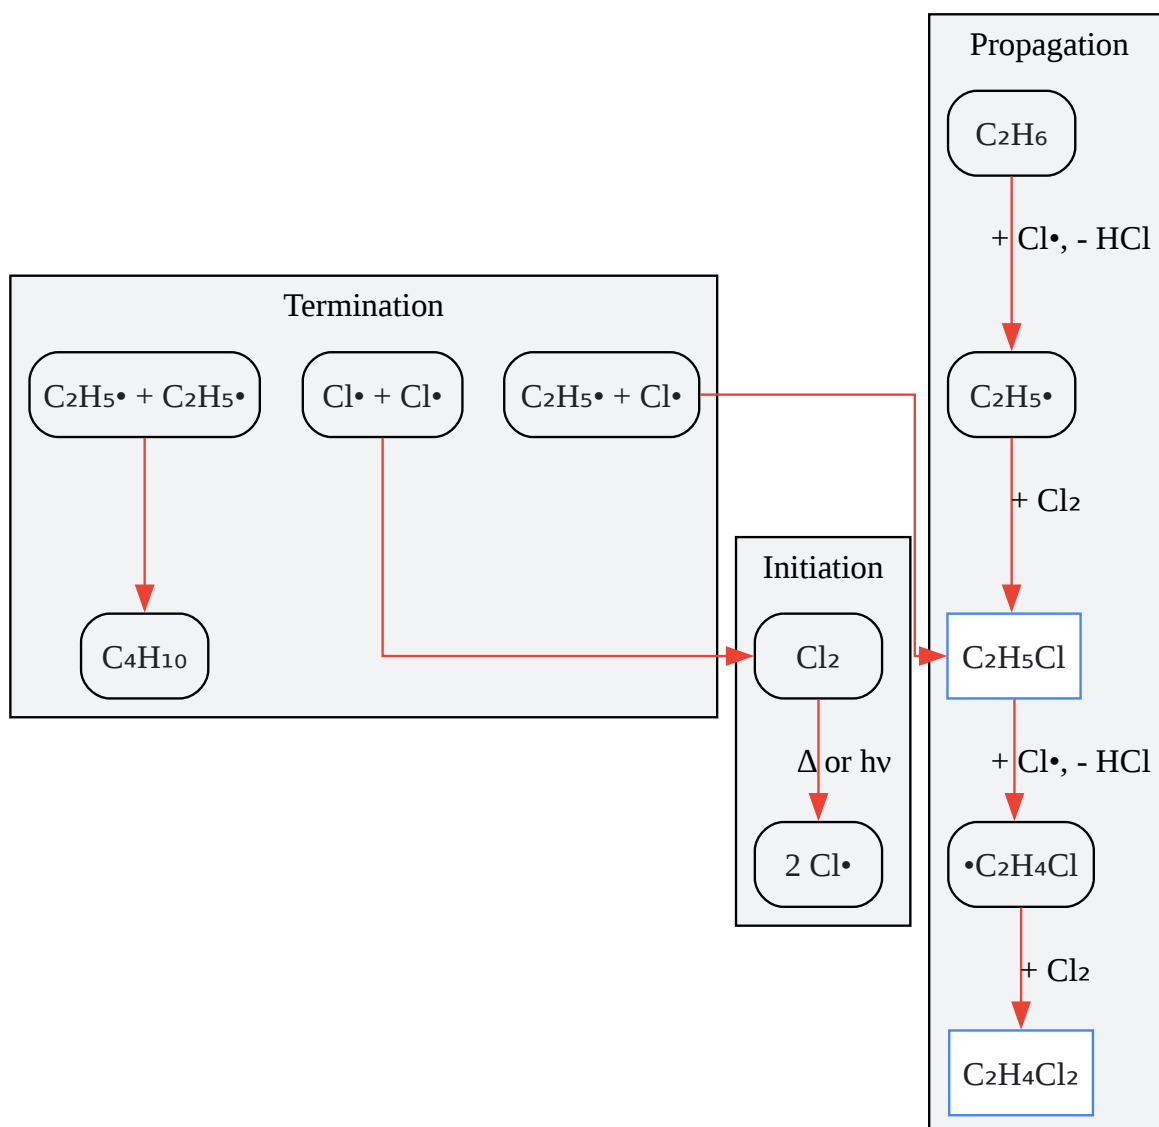 Propagation
C₂H₆
+ Cl•, - HCl
Termination
C₂H₅• + C₂H₅•
Cl• + Cl•
C₂H₅• + Cl•
C₂H₅•
+ Cl₂
Initiation
C₄H₁₀
Cl₂
C₂H₅Cl
Δ or hν
+ Cl•, - HCl
2 Cl•
•C₂H₄Cl
+ Cl₂
C₂H₄Cl₂